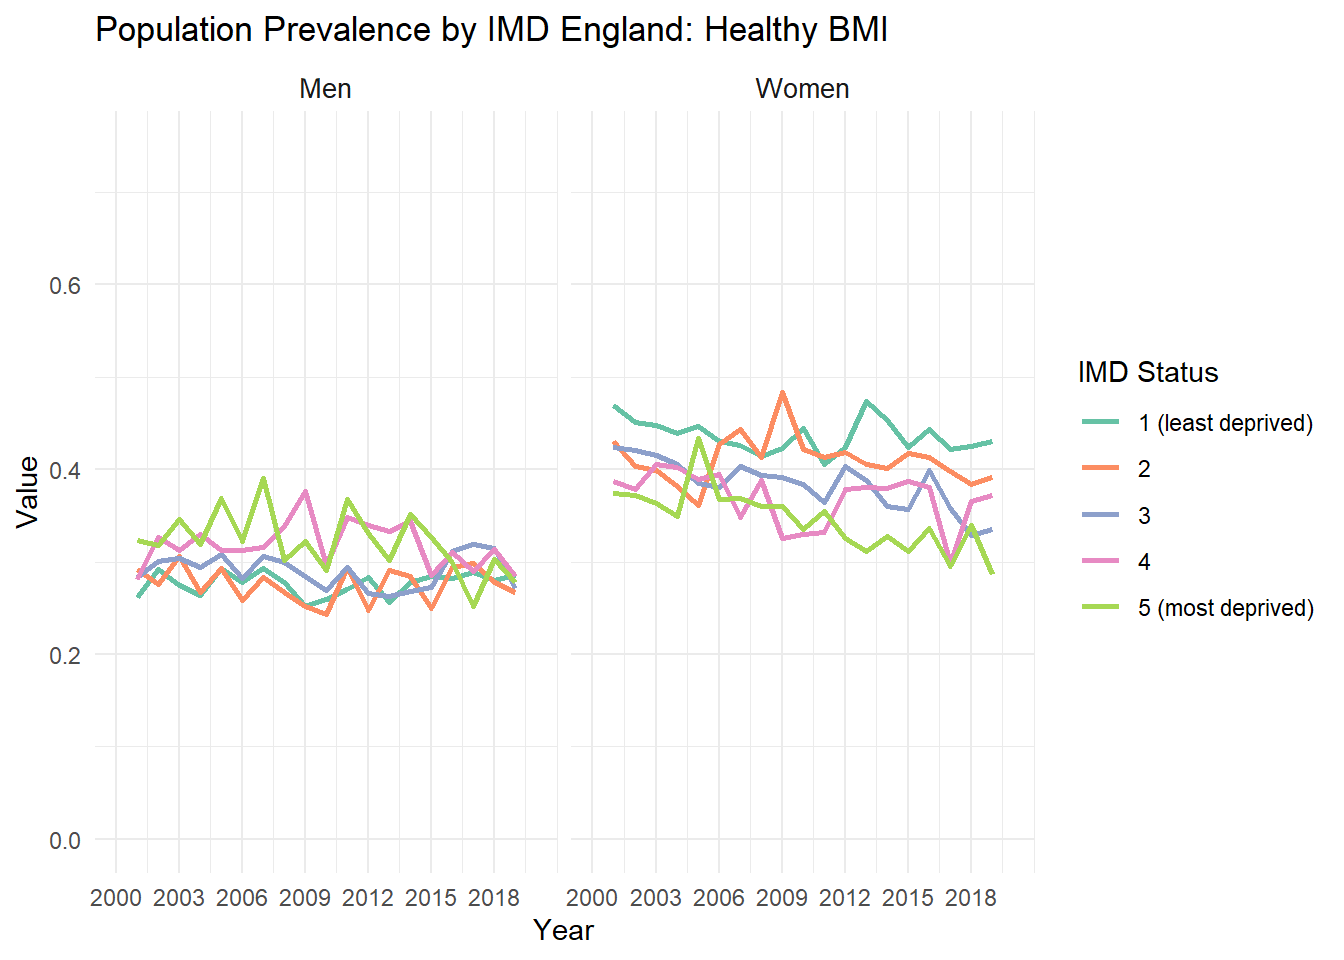 Population Prevalence by IMD England: Healthy BMI
Men
Women
Value
0.6
0.4
0.2
0.0
2000 2003 2006 2009 2012 2015 2018
2000 2003 2006 2009 2012 2015 2018
Year
IMD Status
1 (least deprived)
2
3
4
5 (most deprived)